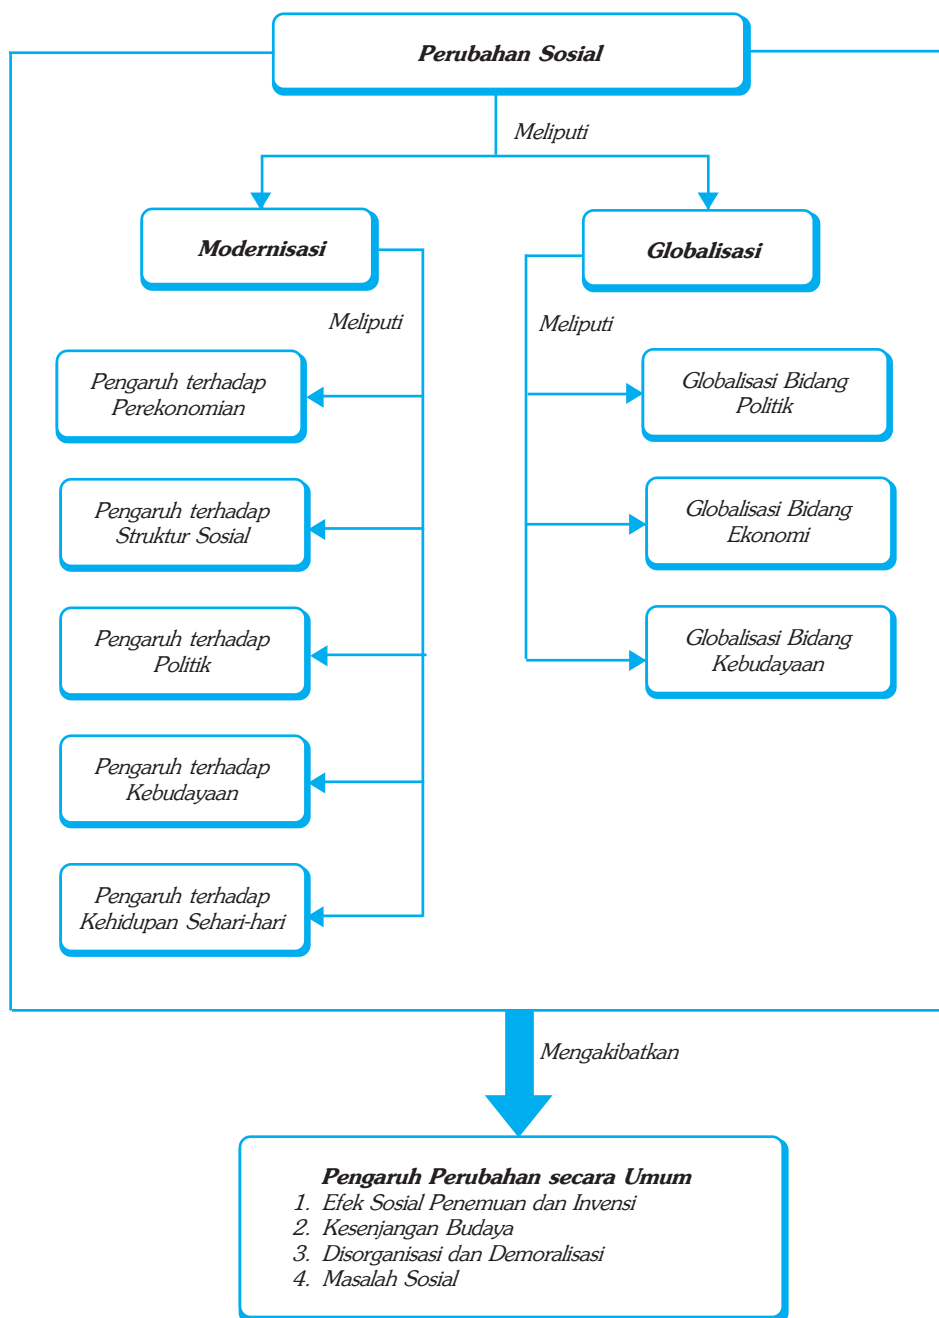 Perubahan Sosial
Meliputi
Modernisasi
Globalisasi
Meliputi
Meliputi
Pengaruh terhadap
Perekonomian
Globalisasi Bidang
Politik
Pengaruh terhadap
Struktur Sosial
Globalisasi Bidang
Ekonomi
Pengaruh terhadap
Politik
Globalisasi Bidang
Kebudayaan
Pengaruh terhadap
Kebudayaan
Pengaruh terhadap
Kehidupan Sehari-hari
Mengakibatkan
Pengaruh Perubahan secara Umum
1. Efek Sosial Penemuan dan Invensi
2. Kesenjangan Budaya
3. Disorganisasi dan Demoralisasi
4. Masalah Sosial